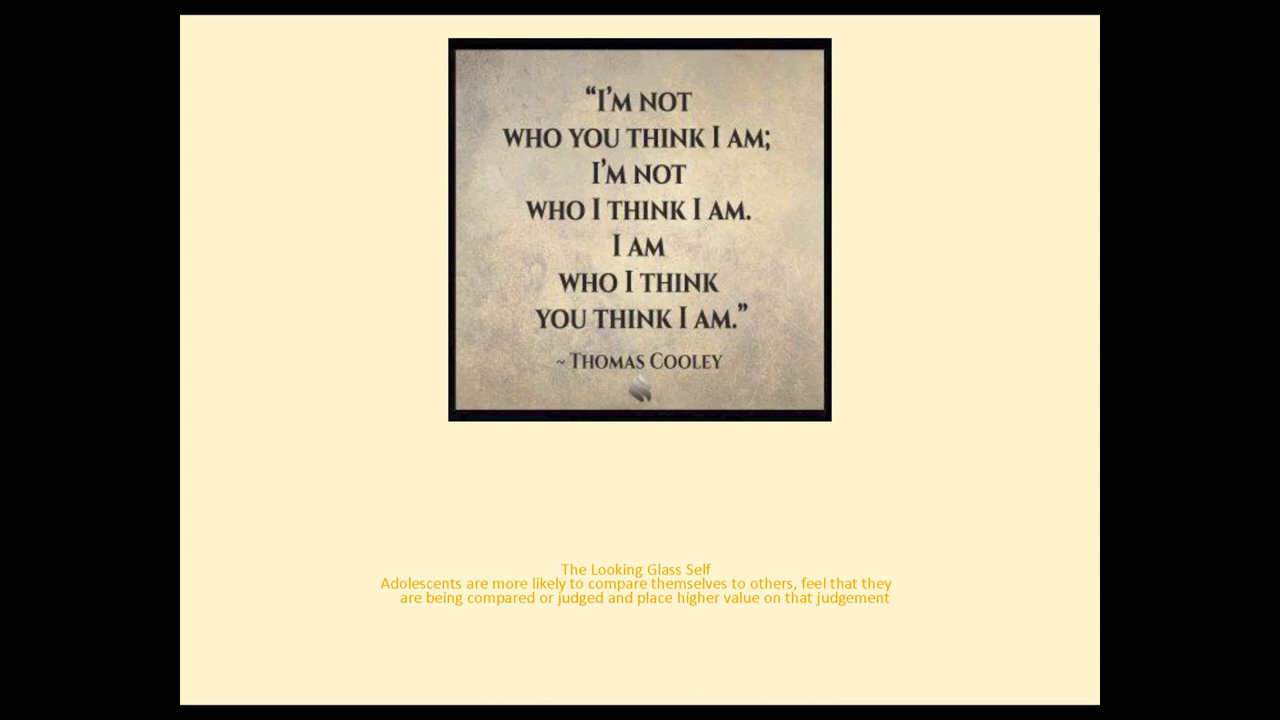 “I’M NOT
WHO YOU THINK I AM;
I’M NOT
WHO I THINK I AM.
I AM
WHO I THINK
YOU THINK I AM.”
~ THOMAS COOLEY
The Looking Glass Self
Adolescents are more likely to compare themselves to others, feel that they
are being compared or judged and place higher value on that judgement